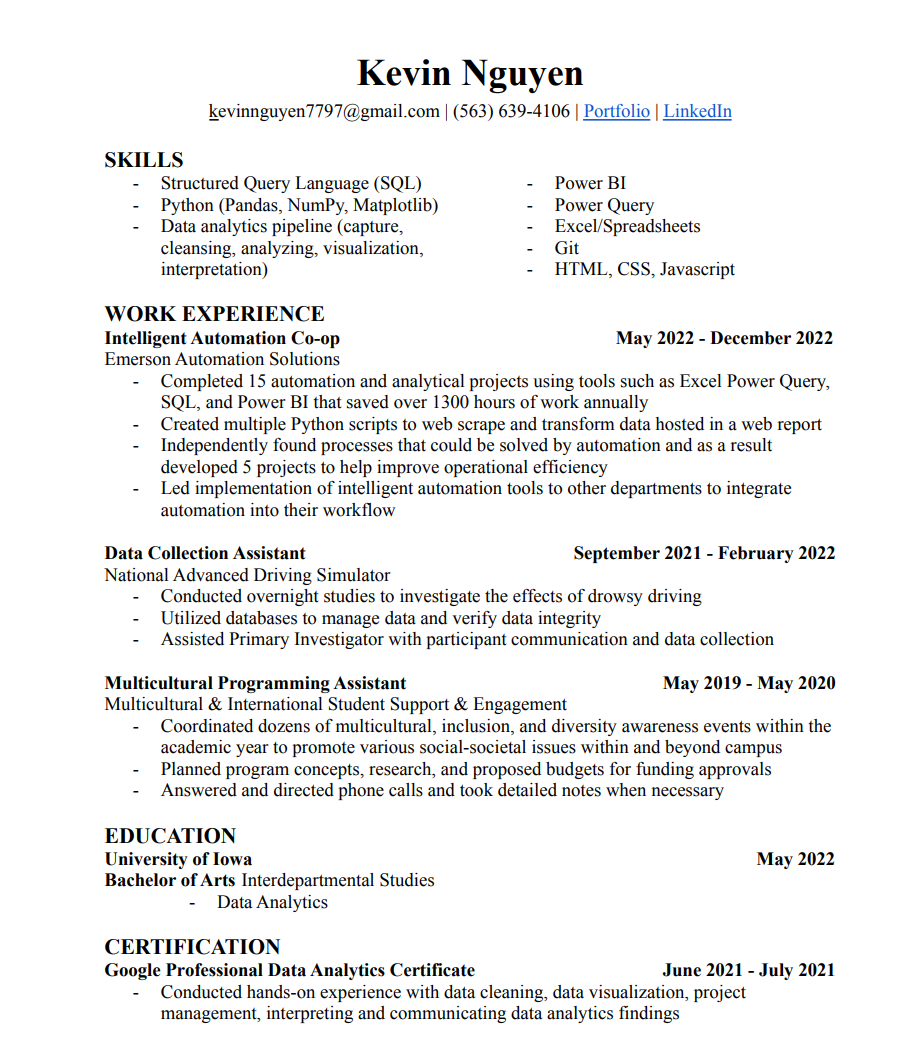 Kevin Nguyen
kevinnguyen7797@gmail.com | (563) 639-4106 | Portfolio | LinkedIn
SKILLS
- Structured Query Language (SQL)
- Python (Pandas, NumPy, Matplotlib)
- Data analytics pipeline (capture,
cleansing, analyzing, visualization,
interpretation)
- Power BI
- Power Query
- Excel/Spreadsheets
- Git
- HTML, CSS, Javascript
WORK EXPERIENCE
Intelligent Automation Co-op May 2022 - December 2022
Emerson Automation Solutions
- Completed 15 automation and analytical projects using tools such as Excel Power Query,
SQL, and Power BI that saved over 1300 hours of work annually
- Created multiple Python scripts to web scrape and transform data hosted in a web report
- Independently found processes that could be solved by automation and as a result
developed 5 projects to help improve operational efficiency
- Led implementation of intelligent automation tools to other departments to integrate
automation into their workflow
Data Collection Assistant September 2021 - February 2022
National Advanced Driving Simulator
- Conducted overnight studies to investigate the effects of drowsy driving
- Utilized databases to manage data and verify data integrity
- Assisted Primary Investigator with participant communication and data collection
Multicultural Programming Assistant May 2019 - May 2020
Multicultural & International Student Support & Engagement
- Coordinated dozens of multicultural, inclusion, and diversity awareness events within the
academic year to promote various social-societal issues within and beyond campus
- Planned program concepts, research, and proposed budgets for funding approvals
- Answered and directed phone calls and took detailed notes when necessary
EDUCATION
University of Iowa May 2022
Bachelor of Arts Interdepartmental Studies
- Data Analytics
CERTIFICATION
Google Professional Data Analytics Certificate June 2021 - July 2021
- Conducted hands-on experience with data cleaning, data visualization, project
management, interpreting and communicating data analytics findings